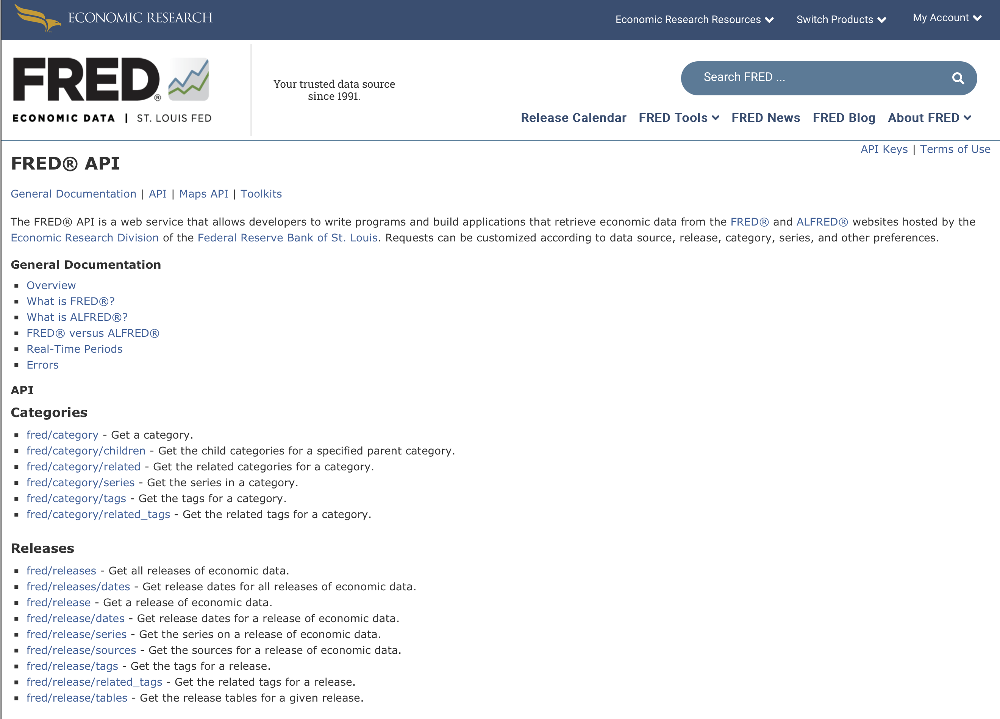 ECONOMIC RESEARCH
Economic Research Resources
Switch Products
My Account
FRED®
ECONOMIC DATA | ST. LOUIS FED
Your trusted data source
since 1991.
Search FRED ...
Release Calendar
FRED Tools
FRED News
FRED Blog
About FRED
API Keys | Terms of Use
FRED® API
General Documentation | API | Maps API | Toolkits
The FRED® API is a web service that allows developers to write programs and build applications that retrieve economic data from the FRED® and ALFRED® websites hosted by the
Economic Research Division of the Federal Reserve Bank of St. Louis. Requests can be customized according to data source, release, category, series, and other preferences.
General Documentation
Overview
What is FRED®?
What is ALFRED®?
FRED® versus ALFRED®
Real-Time Periods
Errors
API
Categories
fred/category - Get a category.
fred/category/children - Get the child categories for a specified parent category.
fred/category/related - Get the related categories for a category.
fred/category/series - Get the series in a category.
fred/category/tags - Get the tags for a category.
fred/category/related_tags - Get the related tags for a category.
Releases
fred/releases - Get all releases of economic data.
fred/releases/dates - Get release dates for all releases of economic data.
fred/release - Get a release of economic data.
fred/release/dates - Get release dates for a release of economic data.
fred/release/series - Get the series on a release of economic data.
fred/release/sources - Get the sources for a release of economic data.
fred/release/tags - Get the tags for a release.
fred/release/related_tags - Get the related tags for a release.
fred/release/tables - Get the release tables for a given release.